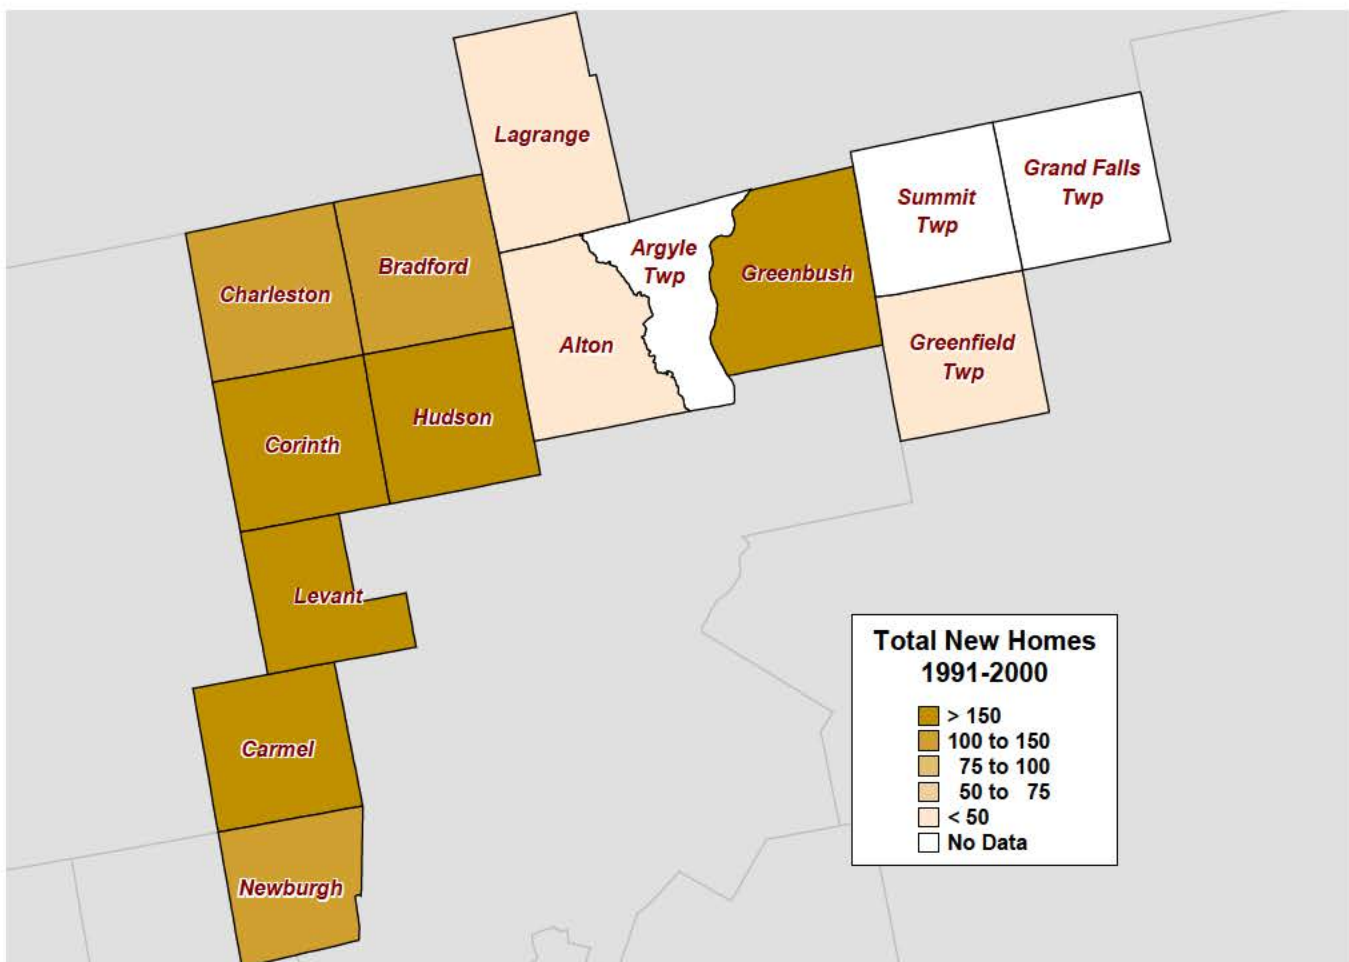 Lagrange
Grand Falls
Twp
Summit
Twp
Argyle
Twp
Bradford
Greenbush
Charleston
Alton
Greenfield
Twp
Hudson
Corinth
Levant
Carmel
Newburgh
Total New Homes
1991-2000
> 150
100 to 150
75 to 100
50 to 75
< 50
No Data